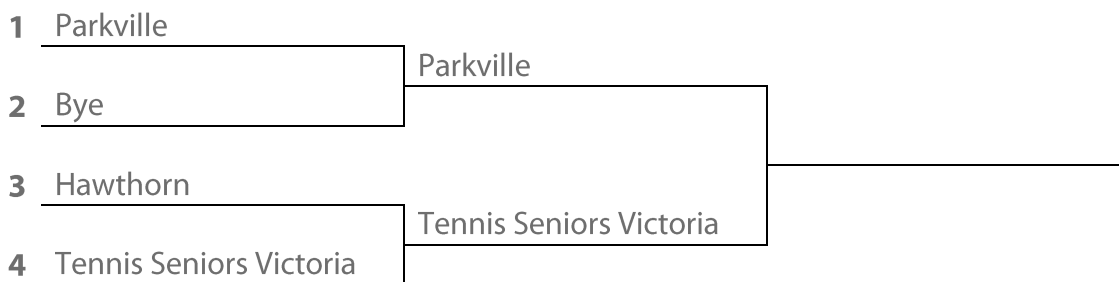 1 Parkville
Parkville
2 Bye
3 Hawthorn
Tennis Seniors Victoria
4 Tennis Seniors Victoria